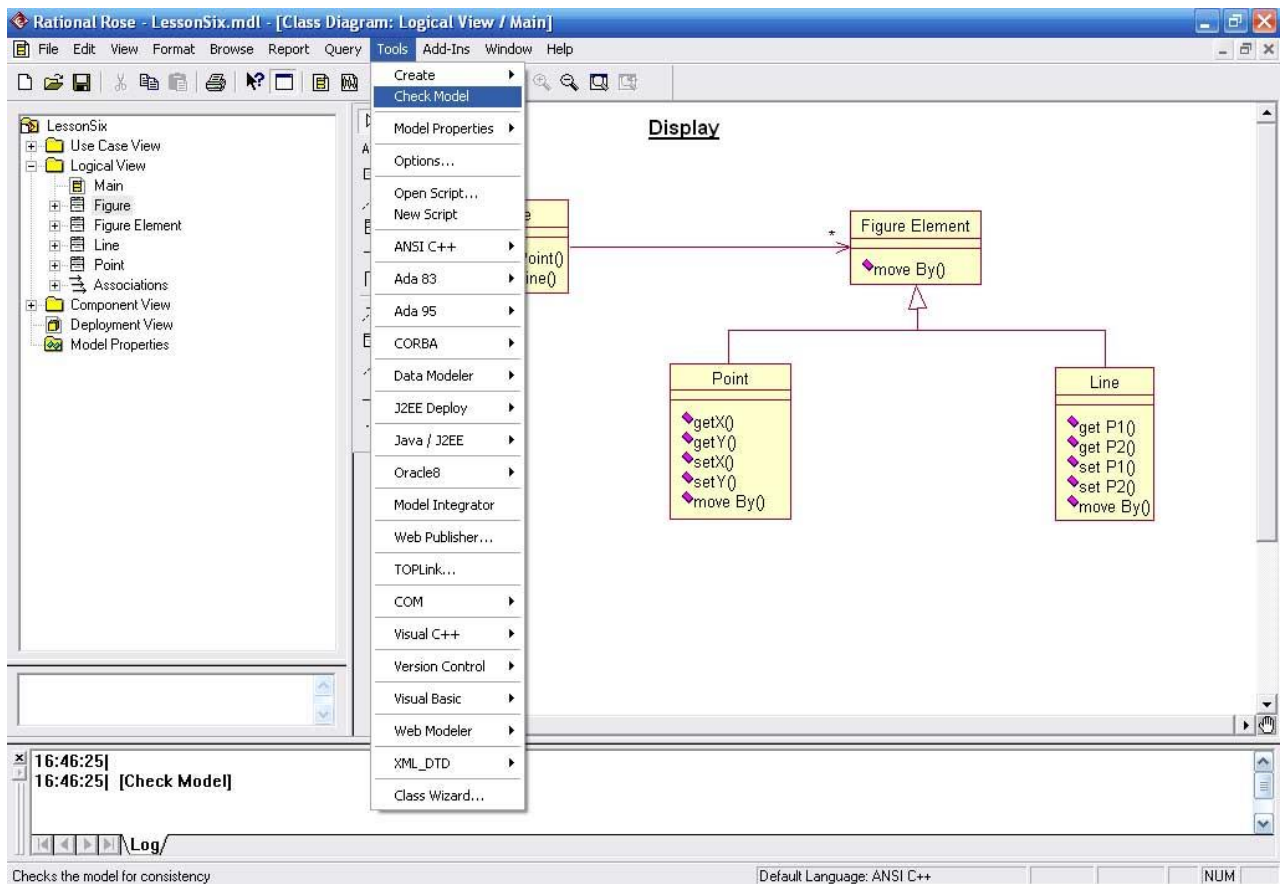 Rational Rose - LessonSix.mdl - [Class Diagram: Logical View / Main]
File Edit View Format Browse Report Query Tools Add-Ins Window Help
LessonSix
Use Case View
Logical View
Main
Figure
Figure Element
Line
Point
Associations
Component View
Deployment View
Model Properties
Create
Check Model
Model Properties
Options...
Open Script...
New Script
ANSI C++
Ada 83
Ada 95
CORBA
Data Modeler
J2EE Deploy
Java / J2EE
Oracle8
Model Integrator
Web Publisher...
TOPLink...
COM
Visual C++
Version Control
Visual Basic
Web Modeler
XML_DTD
Class Wizard...
Display
oint()
ine()
*
Figure Element
move By()
Point
getX()
getY()
setX()
setY()
move By()
Line
get P1()
get P2()
set P1()
set P2()
move By()
16:46:25|
16:46:25| [Check Model]
Log
Checks the model for consistency
Default Language: ANSI C++
NUM